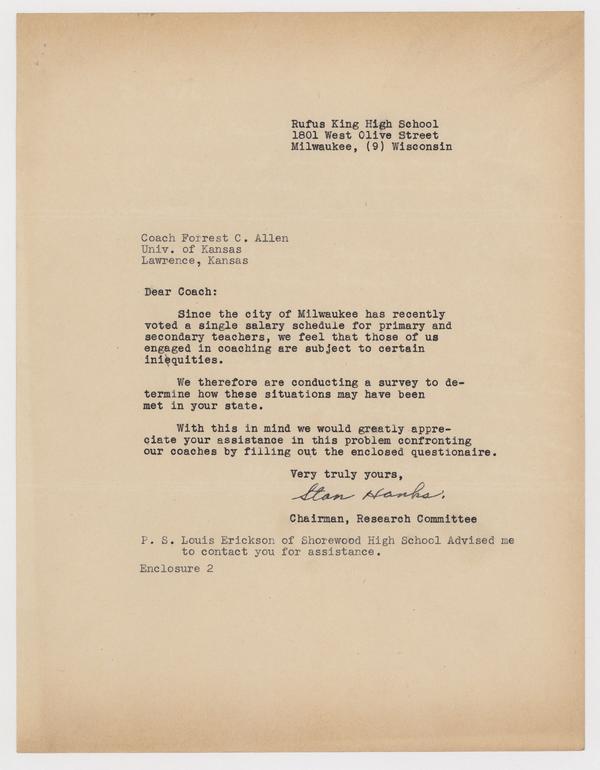 Rufus King High School
1801 West Olive Street
Milwaukee, (9) Wisconsin
Coach Forrest C. Allen
Univ. of Kansas
Lawrence, Kansas
Dear Coach:
Since the city of Milwaukee has recently
voted a single salary schedule for primary and
secondary teachers, we feel that those of us
engaged in coaching are subject to certain
iniequities.
We therefore are conducting a survey to de-
termine how these situations may have been
met in your state.
With this in mind we would greatly appre-
ciate your assistance in this problem confronting
our coaches by filling out the enclosed questionaire.
Very truly yours,
Stan Hanks.
Chairman, Research Committee
P. S. Louis Erickson of Shorewood High School Advised me
to contact you for assistance.
Enclosure 2